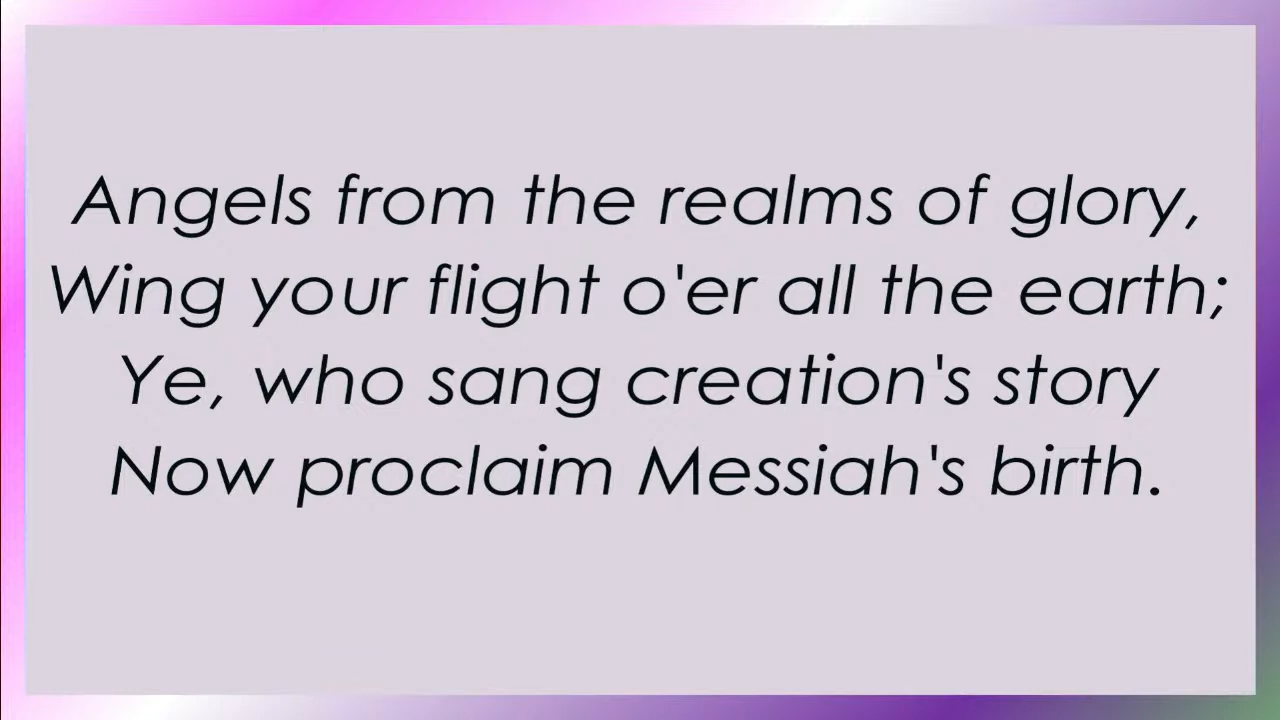 Angels from the realms of glory,
Wing your flight o'er all the earth;
Ye, who sang creation's story
Now proclaim Messiah's birth.